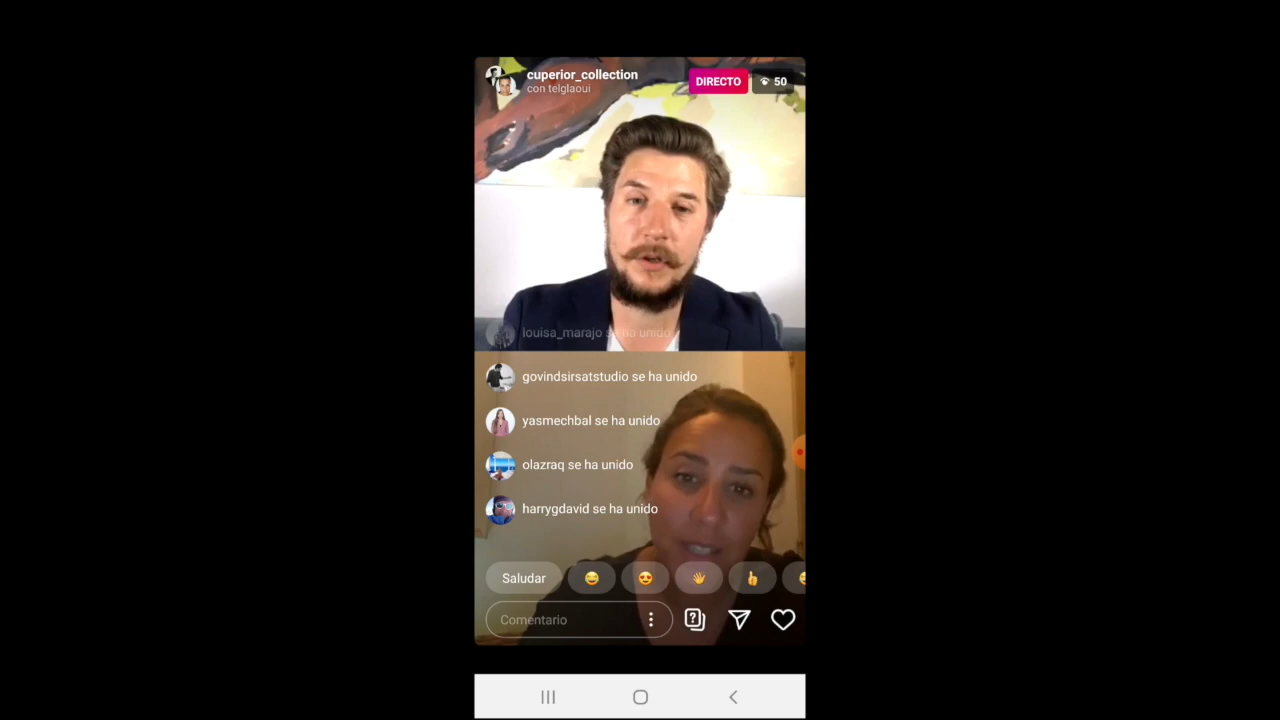 cuperior_collection
con telglaoui
DIRECTO
50
louisa_marajo se ha unido
govindsirsatstudio se ha unido
yasmechbal se ha unido
olazraq se ha unido
harrygdavid se ha unido
Saludar
Comentario